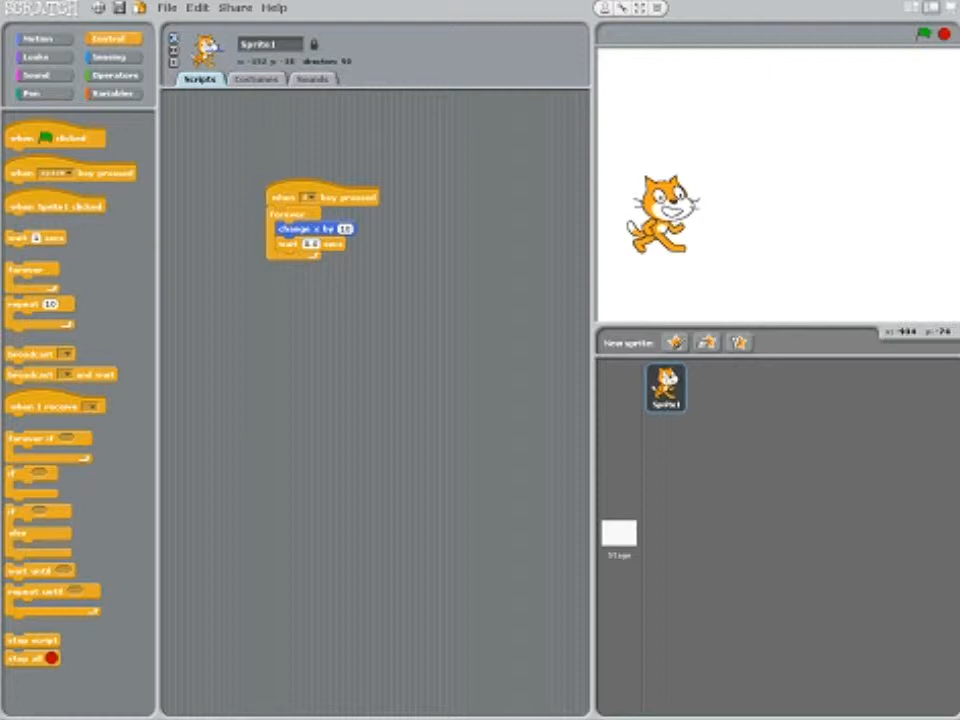 SCRATCH File Edit Share Help
Motion Control
Looks Sensing
Sound Operators
Pen Variables
Sprite1
Scripts Costumes Sounds
when clicked
when key pressed
when Sprite1 clicked
wait secs
forever
repeat 10
broadcast
broadcast and wait
when I receive
forever if
if
if
else
wait until
repeat until
stop script
stop all
when key pressed
forever
change x by 10
wait secs
New sprite:
Sprite1
Stage